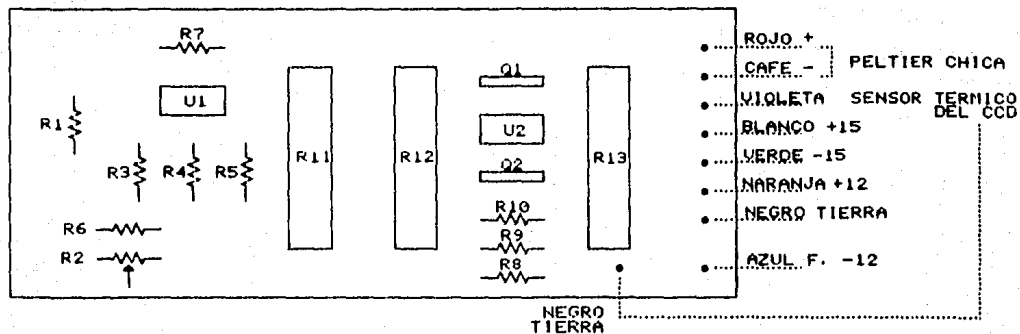 R7
ROJO +
CAFE -
PELTIER CHICA
Q1
U1
VIOLETA SENSOR TERMICO
DEL CCD
R1
U2
BLANCO +15
R11
R12
R13
VERDE -15
R3
R4
R5
Q2
NARANJA +12
R10
NEGRO TIERRA
R6
R9
R2
R8
AZUL F. -12
NEGRO
TIERRA